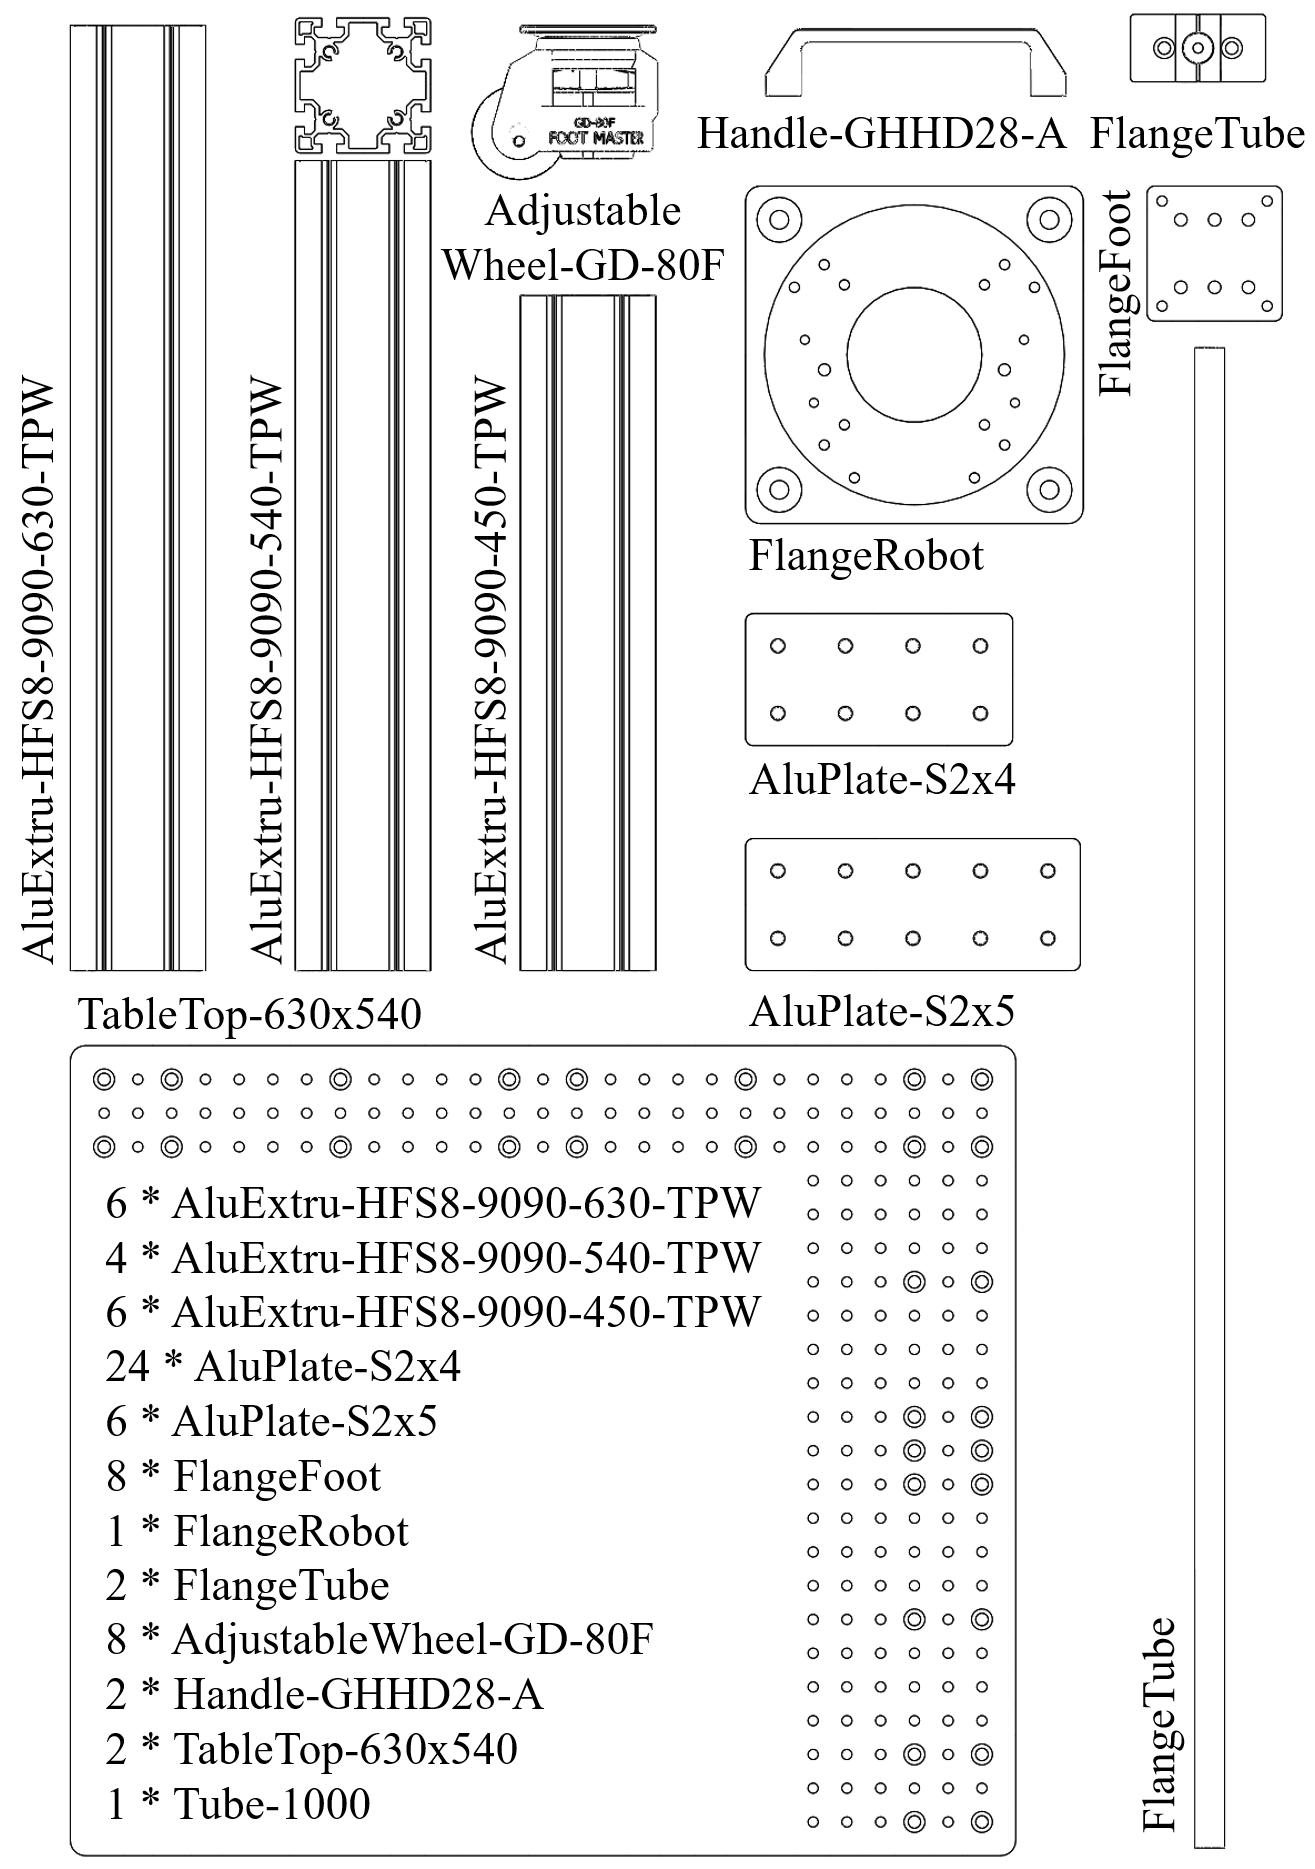 GD-80F
FOOT MASTER
Handle-GHHD28-A
FlangeTube
Adjustable
Wheel-GD-80F
FlangeFoot
AluExtru-HFS8-9090-630-TPW
AluExtru-HFS8-9090-540-TPW
AluExtru-HFS8-9090-450-TPW
FlangeRobot
AluPlate-S2x4
AluPlate-S2x5
TableTop-630x540
6 * AluExtru-HFS8-9090-630-TPW
4 * AluExtru-HFS8-9090-540-TPW
6 * AluExtru-HFS8-9090-450-TPW
24 * AluPlate-S2x4
6 * AluPlate-S2x5
8 * FlangeFoot
1 * FlangeRobot
2 * FlangeTube
8 * AdjustableWheel-GD-80F
2 * Handle-GHHD28-A
2 * TableTop-630x540
1 * Tube-1000
FlangeTube